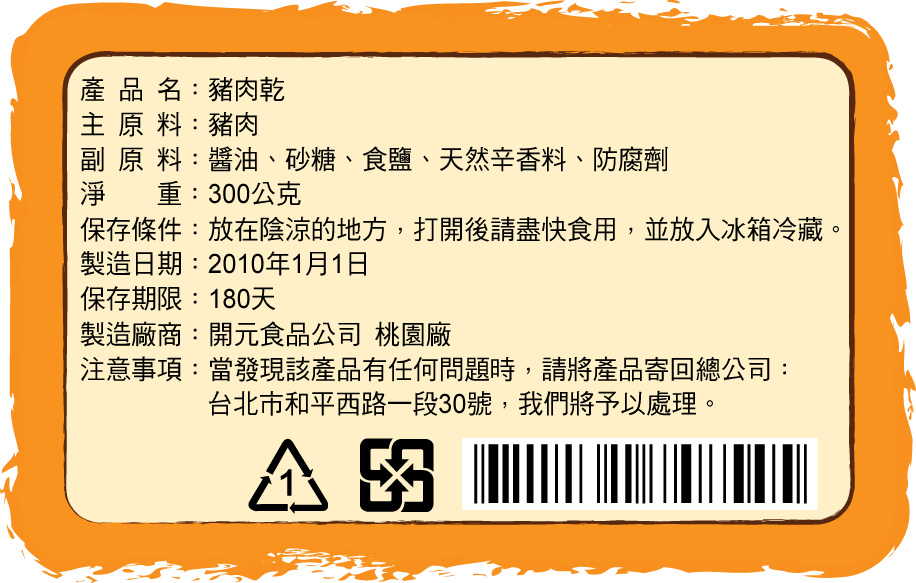 產品名：豬肉乾
主原料：豬肉
副原料：醬油、砂糖、食鹽、天然辛香料、防腐劑
淨重：300公克
保存條件：放在陰涼的地方，打開後請盡快食用，並放入冰箱冷藏。
製造日期：2010年1月1日
保存期限：180天
製造廠商：開元食品公司 桃園廠
注意事項：當發現該產品有任何問題時，請將產品寄回總公司：
台北市和平西路一段30號，我們將予以處理。
1